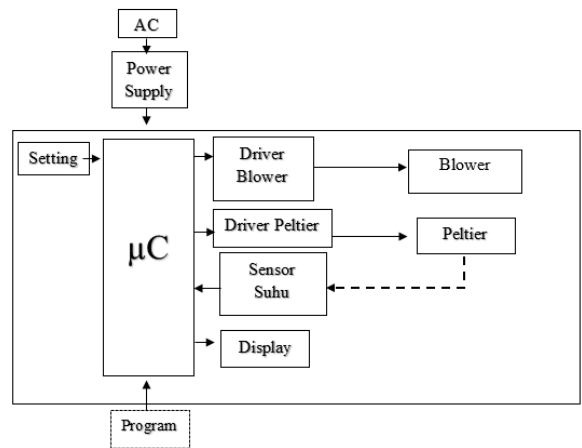 AC
Power
Supply
Setting
µC
Driver
Blower
Blower
Driver Peltier
Peltier
Sensor
Suhu
Display
Program